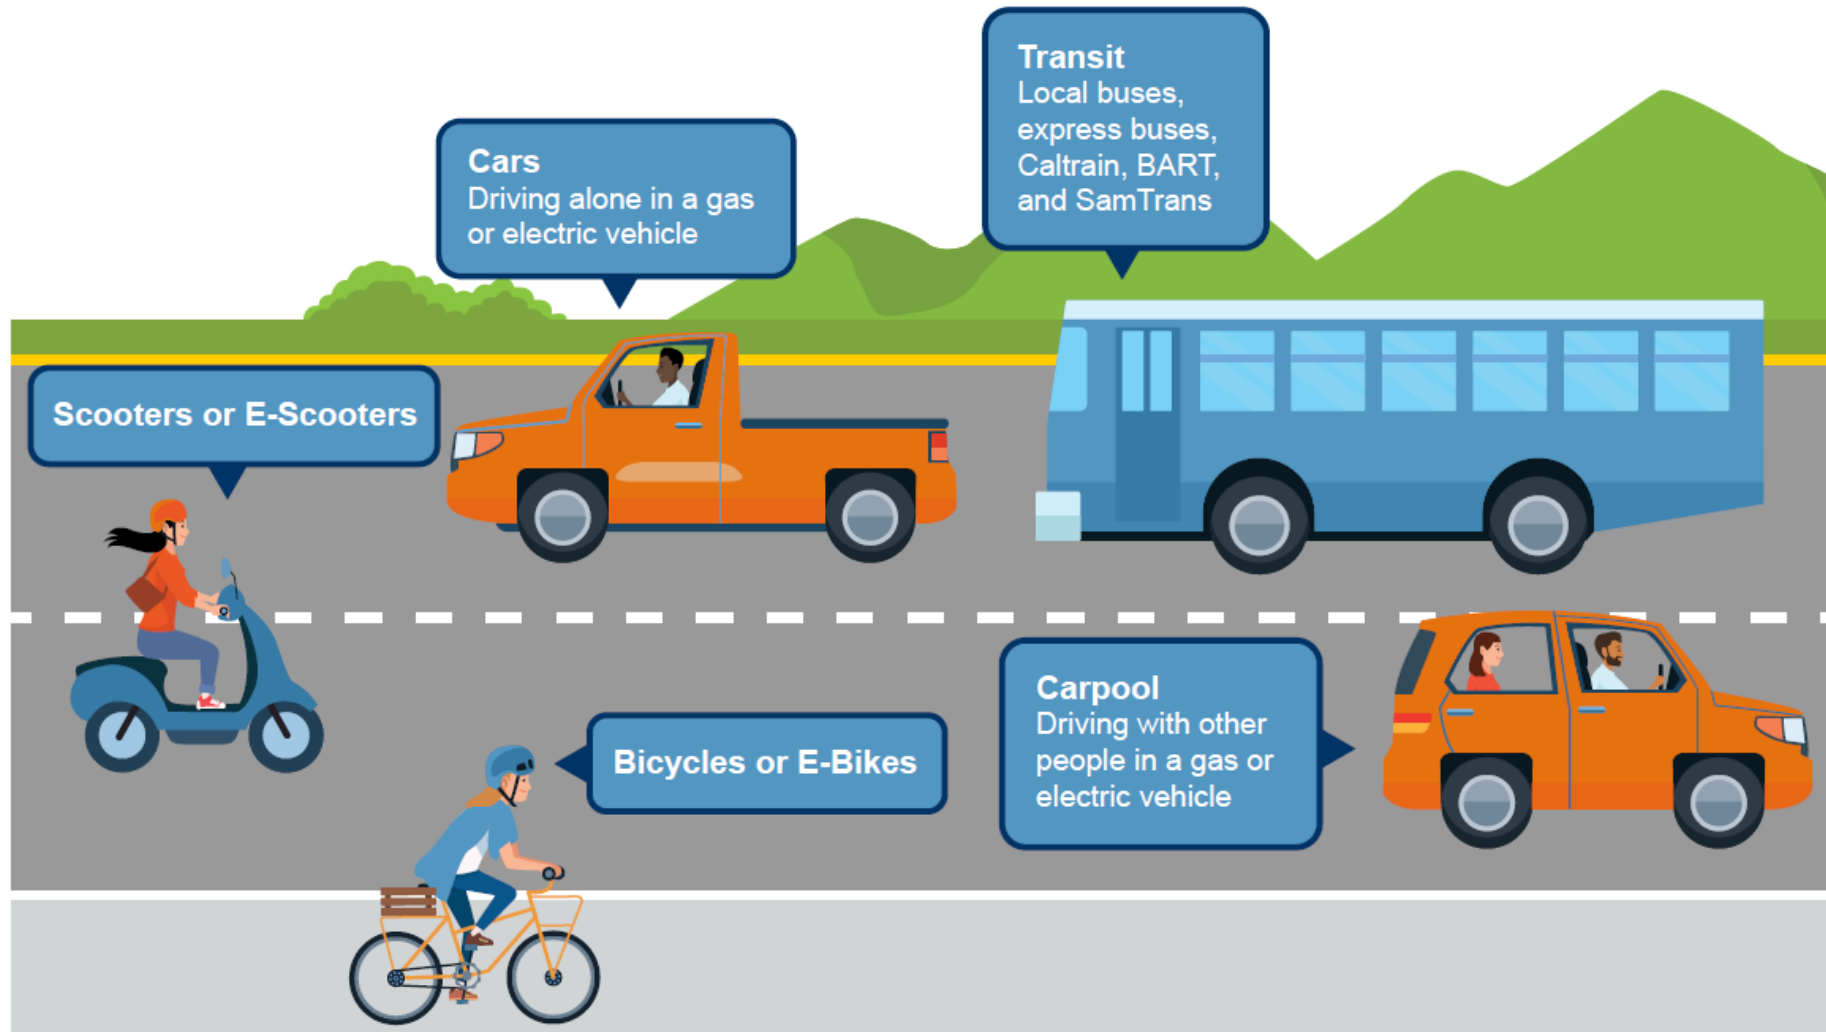 Transit
Local buses,
express buses,
Caltrain, BART,
and SamTrans
Cars
Driving alone in a gas
or electric vehicle
Scooters or E-Scooters
Carpool
Driving with other
people in a gas or
electric vehicle
Bicycles or E-Bikes